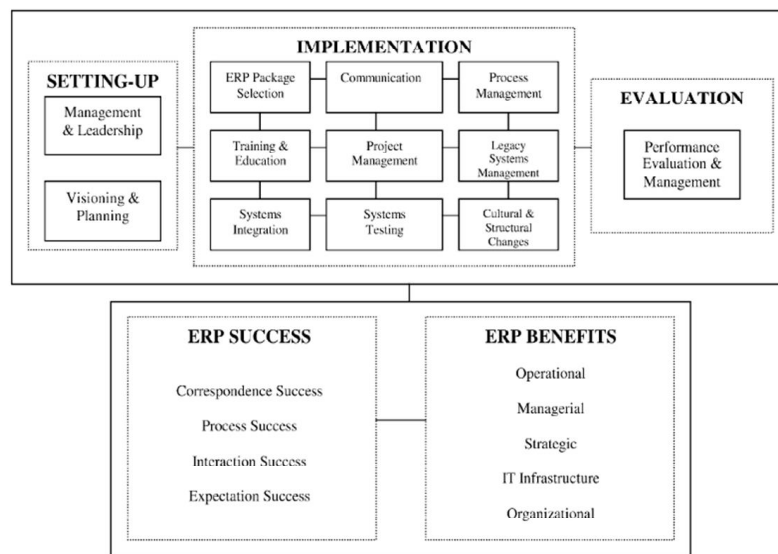 SETTING-UP
Management
& Leadership
Visioning &
Planning
IMPLEMENTATION
ERP Package
Selection
Communication
Process
Management
Training &
Education
Project
Management
Legacy
Systems
Management
Systems
Integration
Systems
Testing
Cultural &
Structural
Changes
EVALUATION
Performance
Evaluation &
Management
ERP SUCCESS
Correspondence Success
Process Success
Interaction Success
Expectation Success
ERP BENEFITS
Operational
Managerial
Strategic
IT Infrastructure
Organizational